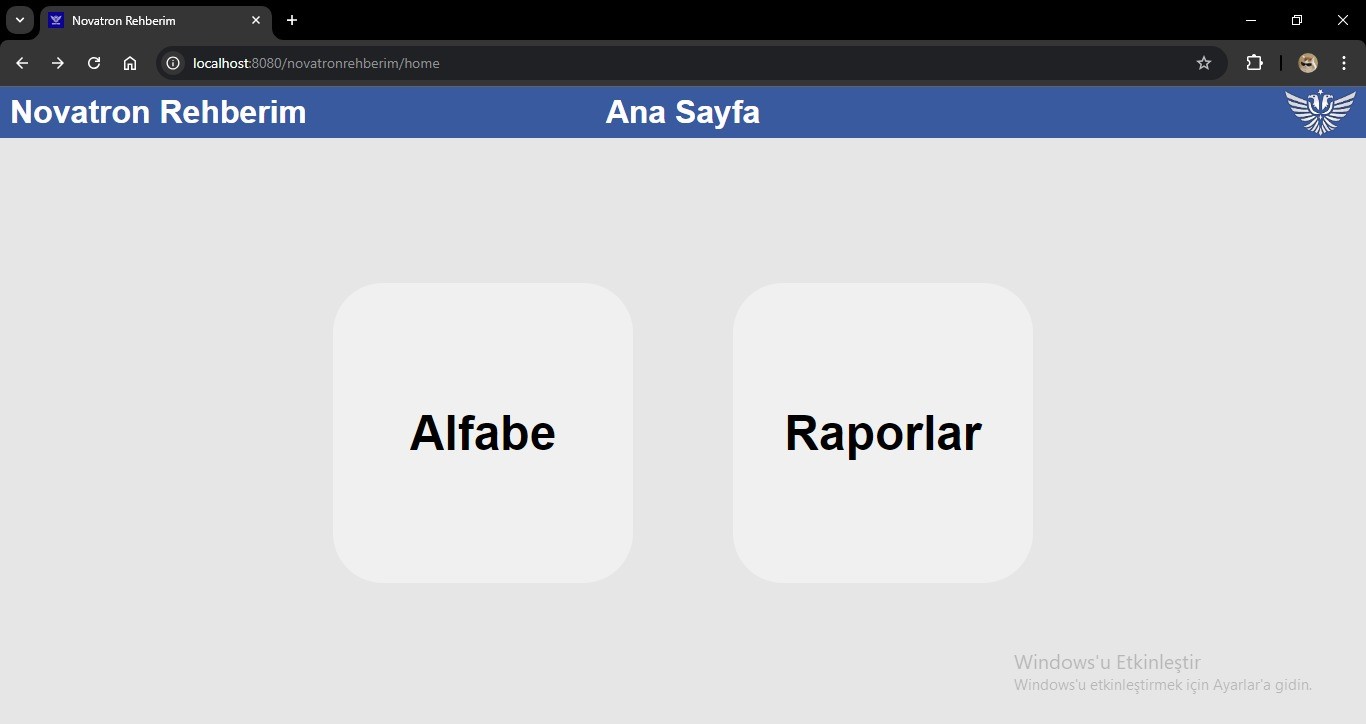 Novatron Rehberim
localhost:8080/novatronrehberim/home
Novatron Rehberim
Ana Sayfa
Alfabe
Raporlar
Windows'u Etkinleştir
Windows'u etkinleştirmek için Ayarlar'a gidin.